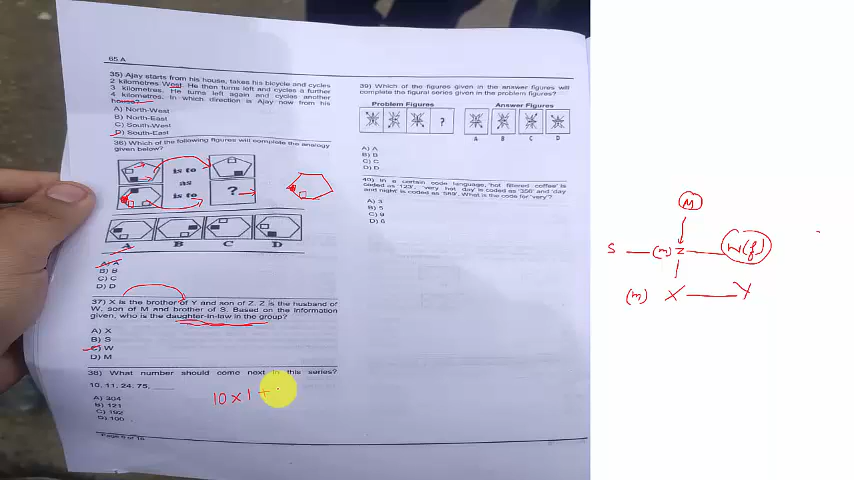 65 A
35) Ajay starts from his house, takes his bicycle and cycles
2 kilometres West. He then turns left and cycles a further
3 kilometres. He turns left again and cycles another
4 kilometres. In which direction is Ajay now from his
house?
A) North-West
B) North-East
C) South-West
D) South-East
36) Which of the following figures will complete the analogy
given below?
is to
as
is to
?
A B C D
A) A
B) B
C) C
D) D
37) X is the brother of Y and son of Z. Z is the husband of
W, son of M and brother of S. Based on the information
given, who is the daughter-in-law in the group?
A) X
B) S
C) W
D) M
38) What number should come next in this series?
10, 11, 24, 75, ____
A) 304
B) 121
C) 192
D) 100
10 x 1 +
Page 6 of 16
39) Which of the figures given in the answer figures will
complete the figural series given in the problem figures?
Problem Figures Answer Figures
?
A B C D
A) A
B) B
C) C
D) D
40) In a certain code language, 'hot filtered coffee' is
coded as '123', 'very hot day' is coded as '356' and 'day
and night' is coded as '589'. What is the code for 'very'?
A) 3
B) 5
C) 9
D) 6
M
S (m) Z W(f)
(m) X Y